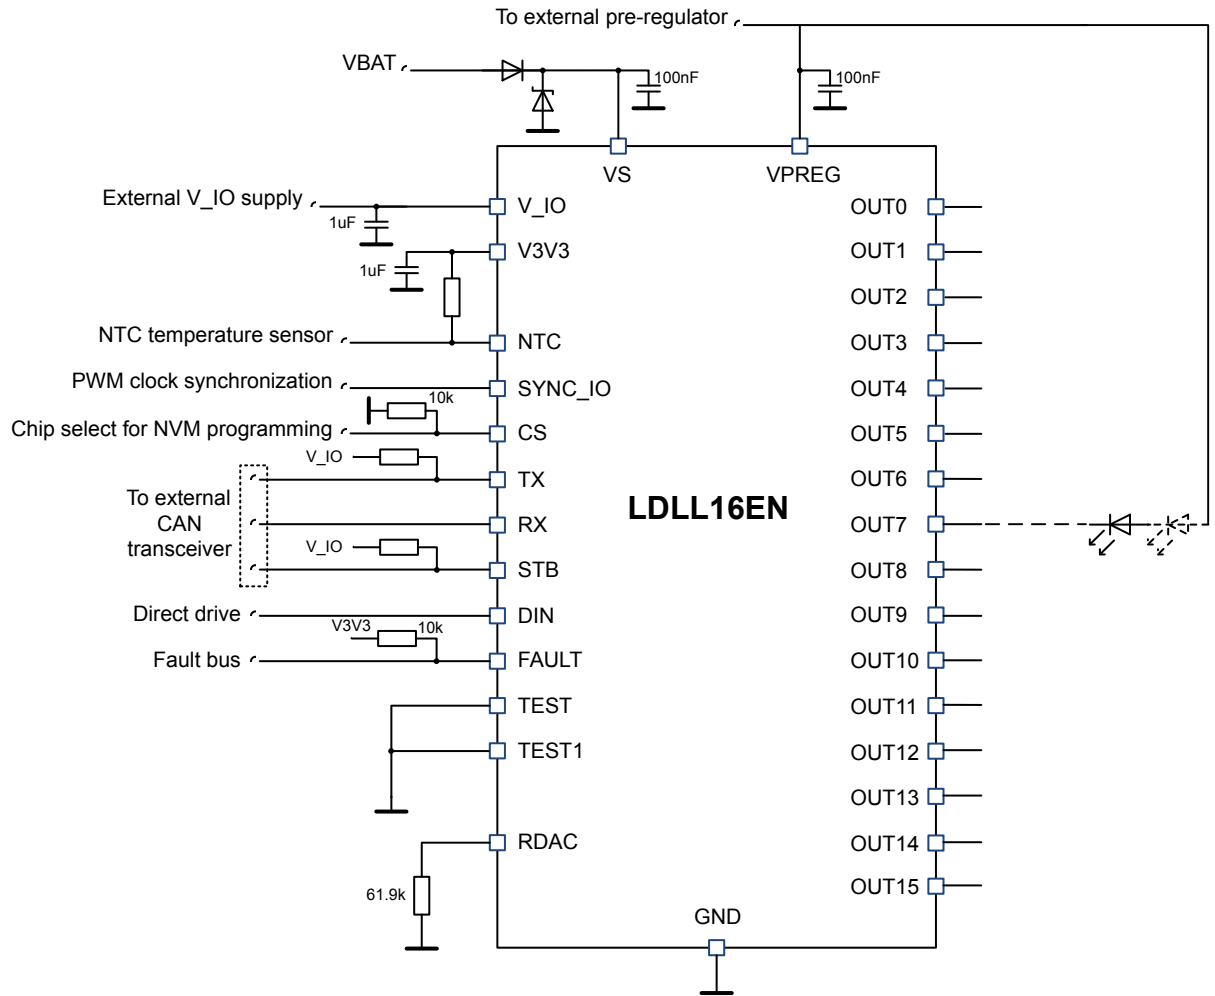 To external pre-regulator
VBAT
100nF
100nF
VS
VPREG
External V_IO supply
V_IO
OUT0
1uF
V3V3
OUT1
1uF
OUT2
NTC temperature sensor
NTC
OUT3
PWM clock synchronization
SYNC_IO
OUT4
10k
Chip select for NVM programming
CS
OUT5
V_IO
TX
OUT6
To external
CAN
transceiver
LDLL16EN
RX
OUT7
V_IO
STB
OUT8
Direct drive
DIN
OUT9
V3V3
10k
Fault bus
FAULT
OUT10
TEST
OUT11
TEST1
OUT12
OUT13
RDAC
OUT14
61.9k
OUT15
GND